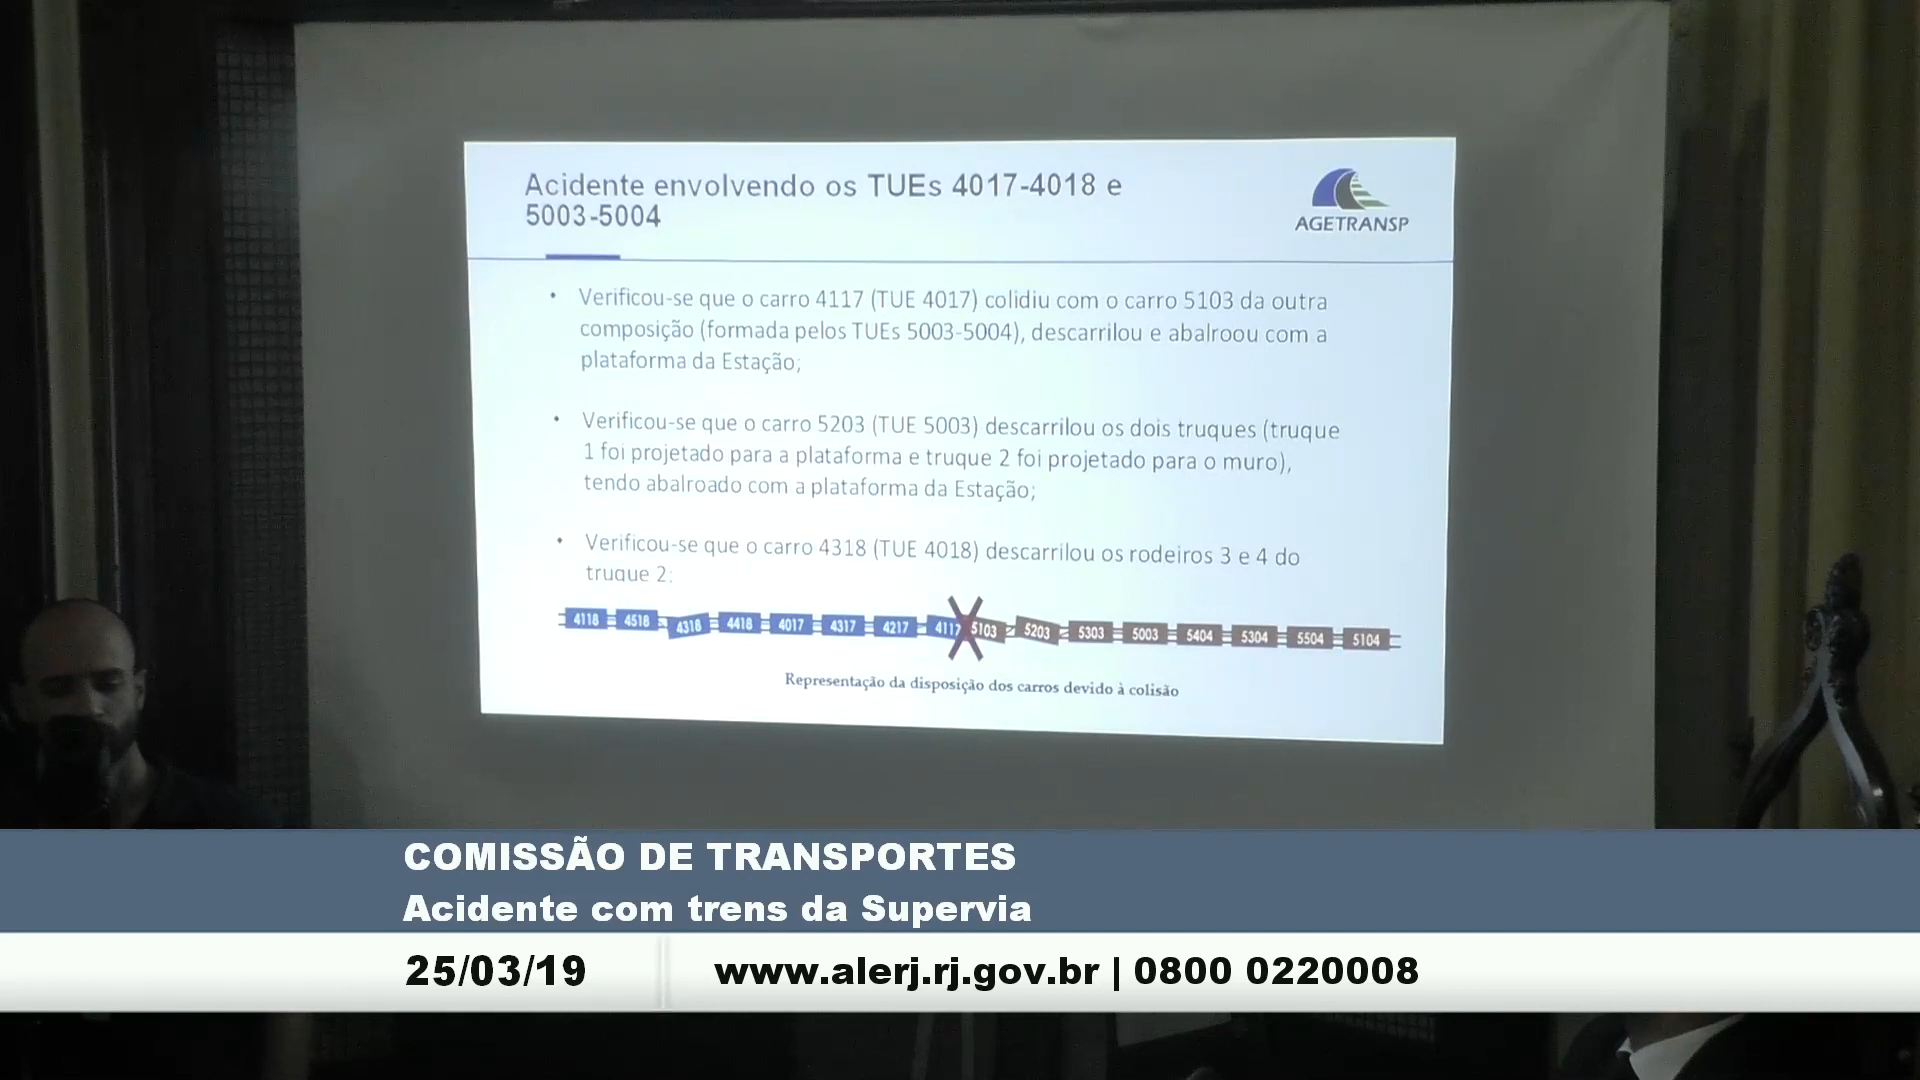 Acidente envolvendo os TUEs 4017-4018 e
5003-5004
AGETRANSP
• Verificou-se que o carro 4117 (TUE 4017) colidiu com o carro 5103 da outra
composição (formada pelos TUEs 5003-5004), descarrilou e abalroou com a
plataforma da Estação;
• Verificou-se que o carro 5203 (TUE 5003) descarrilou os dois truques (truque
1 foi projetado para a plataforma e truque 2 foi projetado para o muro),
tendo abalroado com a plataforma da Estação;
• Verificou-se que o carro 4318 (TUE 4018) descarrilou os rodeiros 3 e 4 do
truque 2;
4118 4518 4318 4418 4017 4317 4217 4117 5103 5203 5303 5003 5404 5304 5504 5104
Representação da disposição dos carros devido à colisão
COMISSÃO DE TRANSPORTES
Acidente com trens da Supervia
25/03/19 www.alerj.rj.gov.br | 0800 0220008